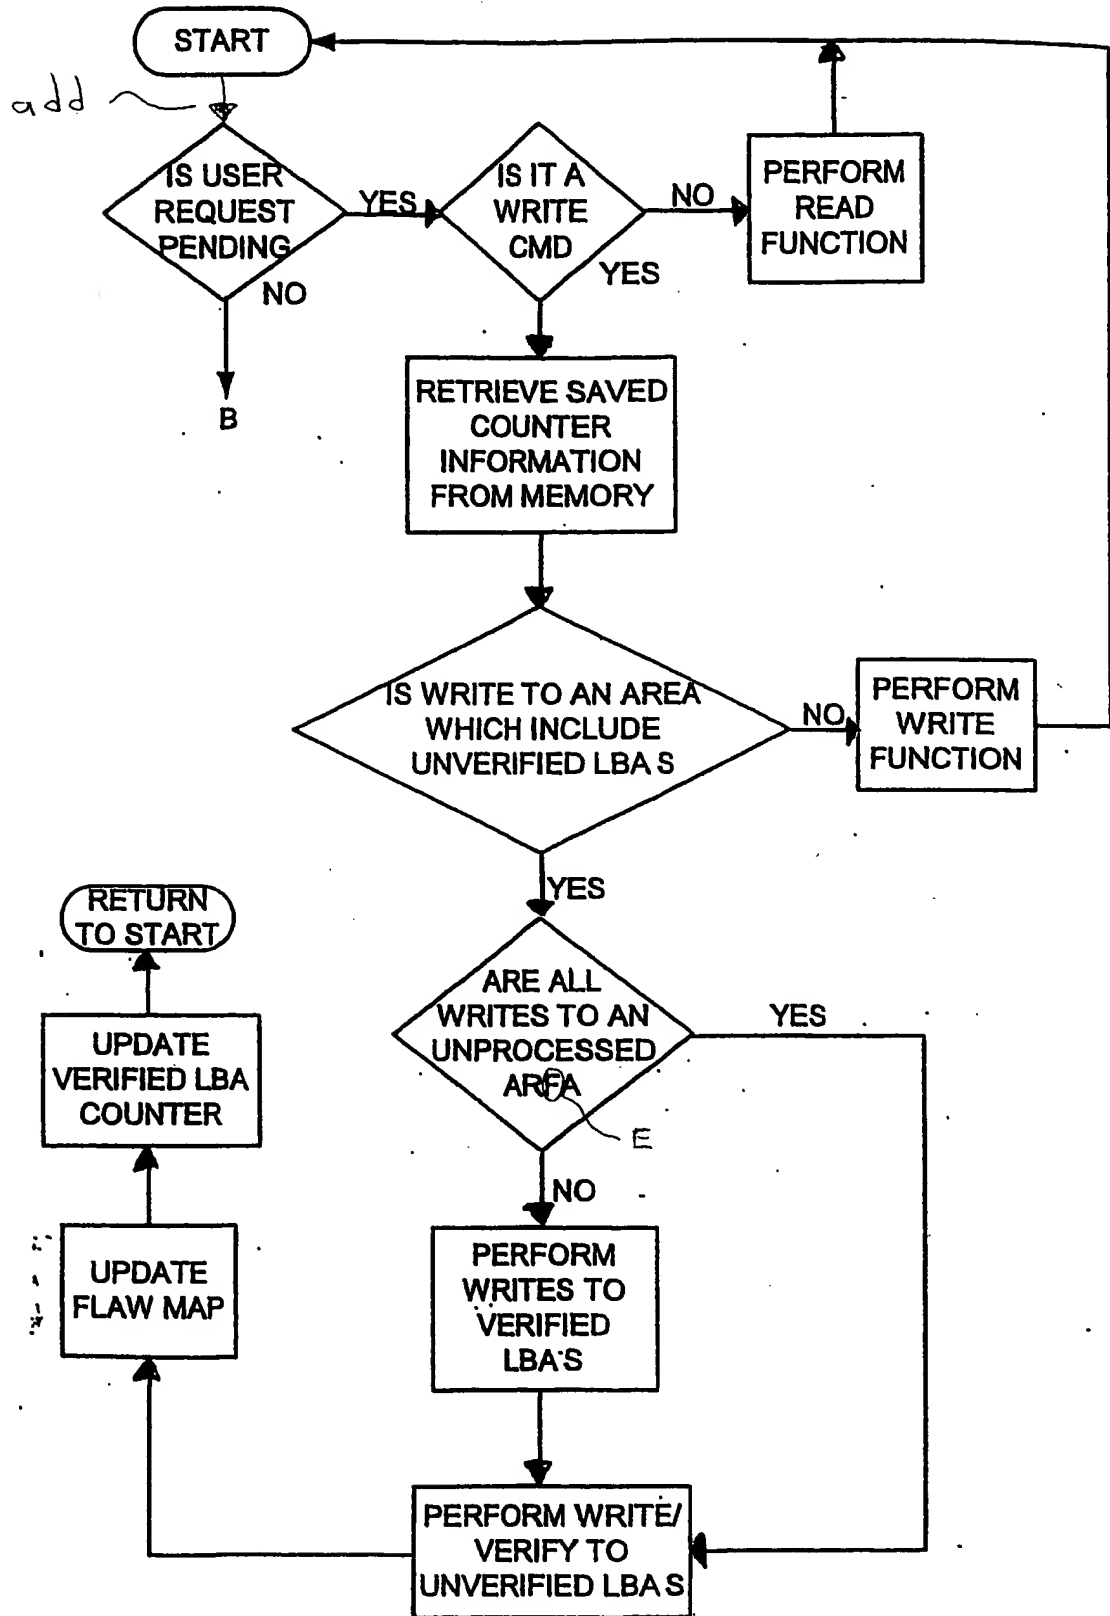 START
add
IS USER
REQUEST
PENDING
YES
NO
B
IS IT A
WRITE
CMD
NO
YES
PERFORM
READ
FUNCTION
RETRIEVE SAVED
COUNTER
INFORMATION
FROM MEMORY
IS WRITE TO AN AREA
WHICH INCLUDE
UNVERIFIED LBA S
NO
PERFORM
WRITE
FUNCTION
YES
ARE ALL
WRITES TO AN
UNPROCESSED
ARFA
E
YES
NO
PERFORM
WRITES TO
VERIFIED
LBA'S
PERFORM WRITE/
VERIFY TO
UNVERIFIED LBA S
UPDATE
FLAW MAP
UPDATE
VERIFIED LBA
COUNTER
RETURN
TO START